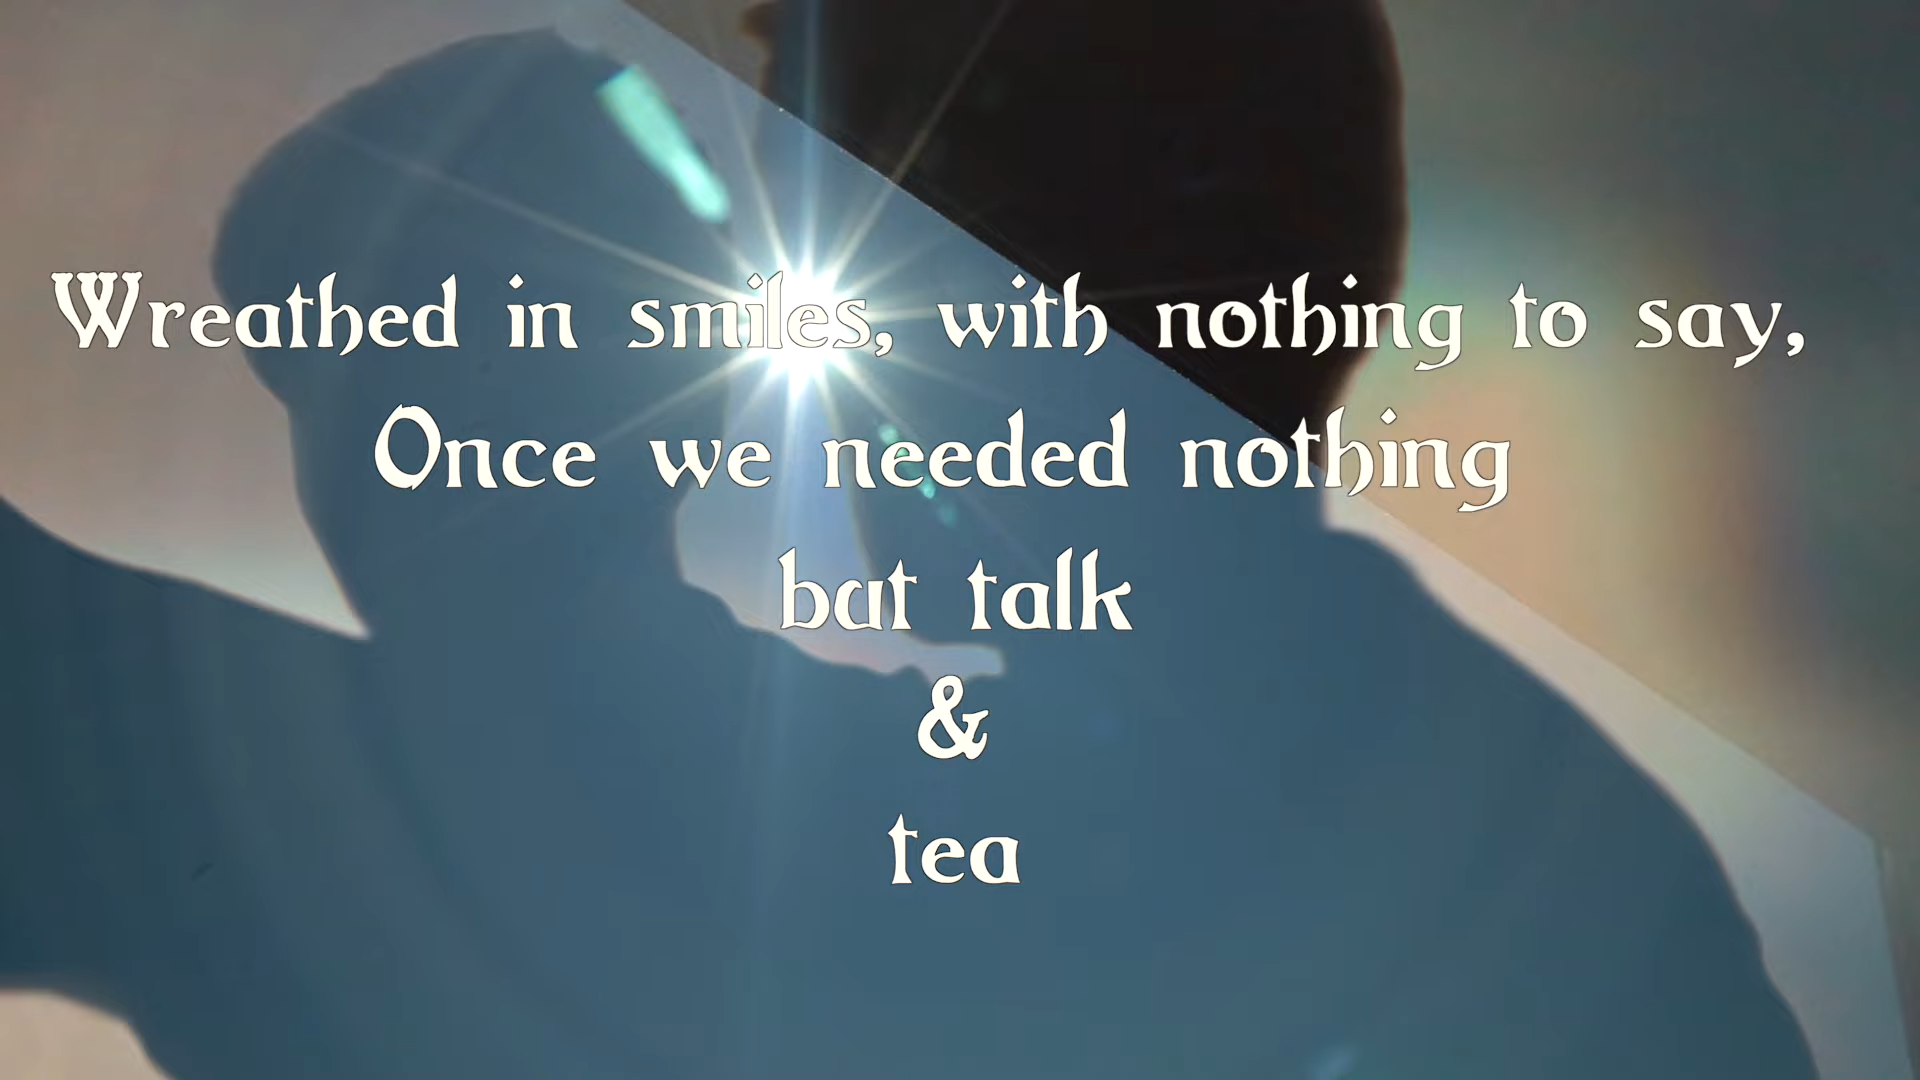 Wreathed in smiles, with nothing to say,
Once we needed nothing
but talk
&
tea